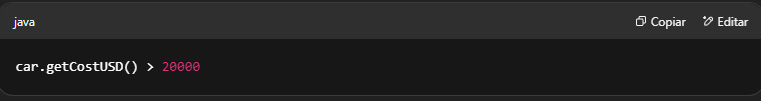 java
Copiar
Editar
car.getCostUSD() > 20000